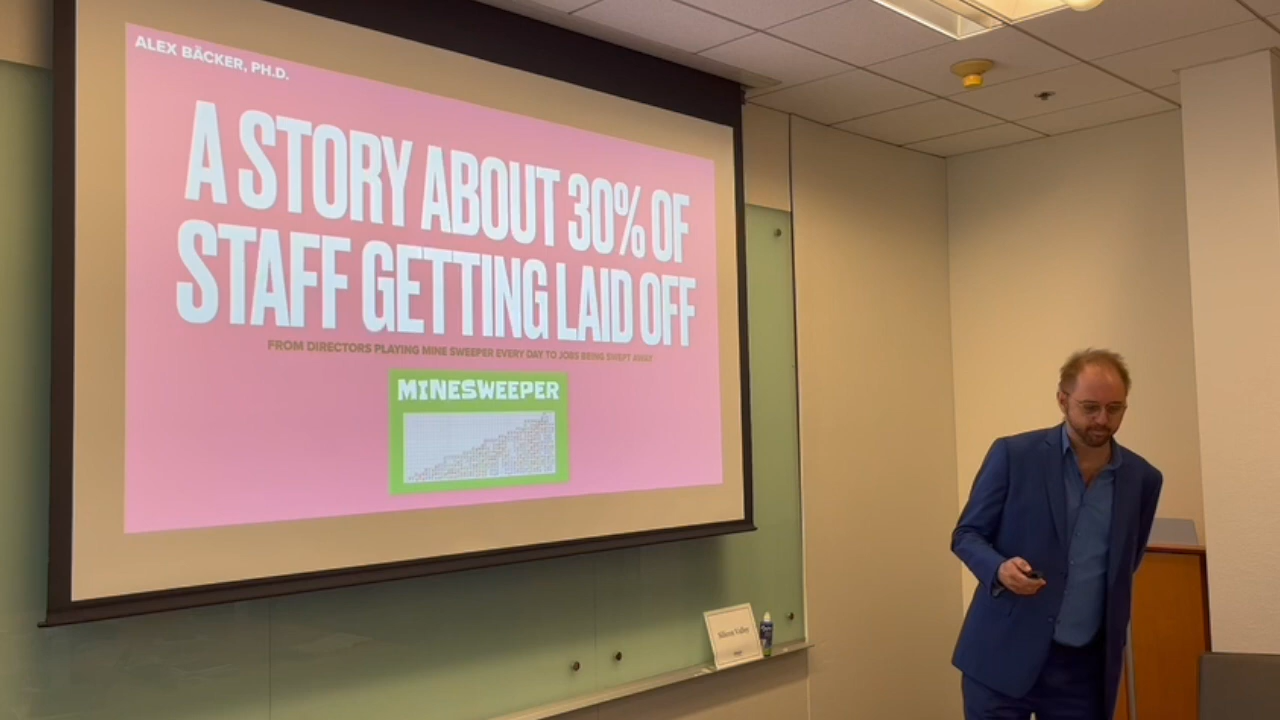 ALEX BÄCKER, PH.D.
A STORY ABOUT 30% OF
STAFF GETTING LAID OFF
FROM DIRECTORS PLAYING MINE SWEEPER EVERY DAY TO JOBS BEING SWEPT AWAY
MINESWEEPER
Silicon Valley